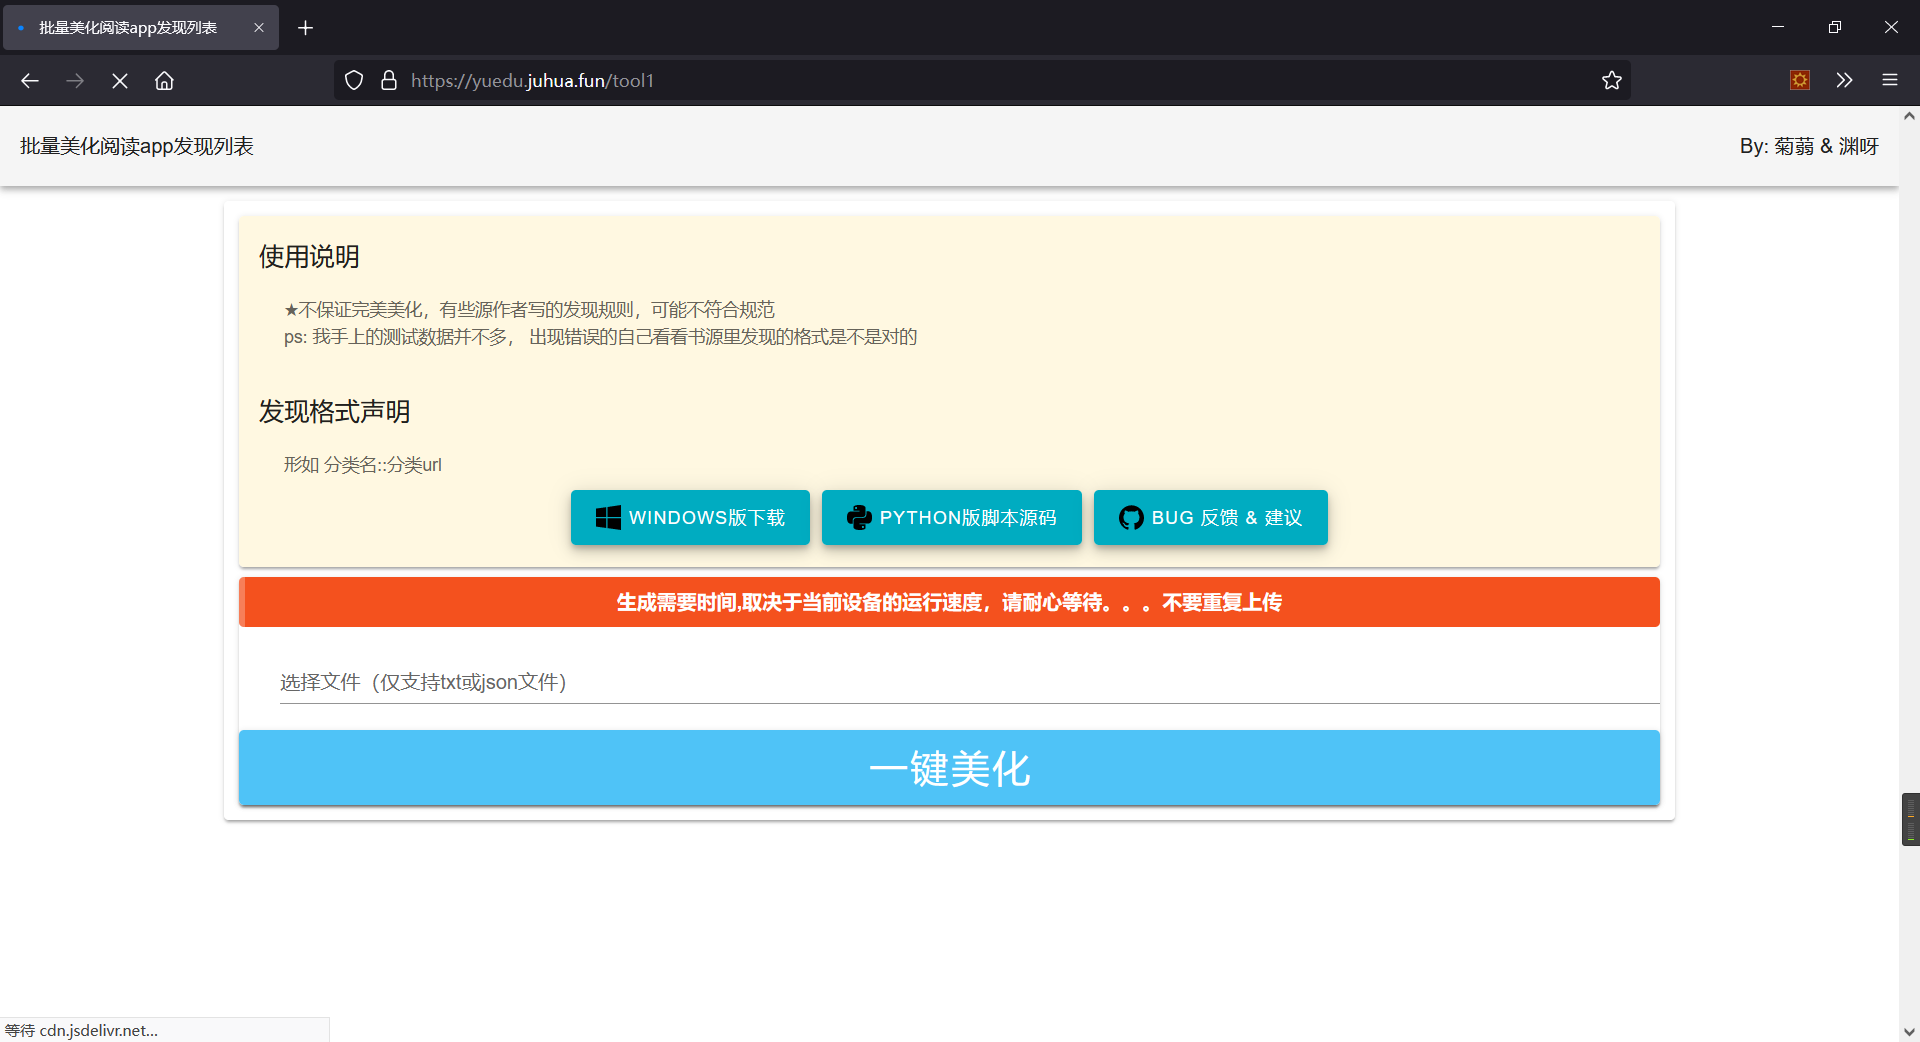 批量美化阅读app发现列表
https://yuedu.juhua.fun/tool1
批量美化阅读app发现列表
By: 菊蒻 & 渊呀
使用说明
★不保证完美美化，有些源作者写的发现规则，可能不符合规范
ps: 我手上的测试数据并不多， 出现错误的自己看看书源里发现的格式是不是对的
发现格式声明
形如 分类名::分类url
WINDOWS版下载
PYTHON版脚本源码
BUG 反馈 & 建议
生成需要时间,取决于当前设备的运行速度，请耐心等待。。。不要重复上传
选择文件（仅支持txt或json文件）
一键美化
等待 cdn.jsdelivr.net...